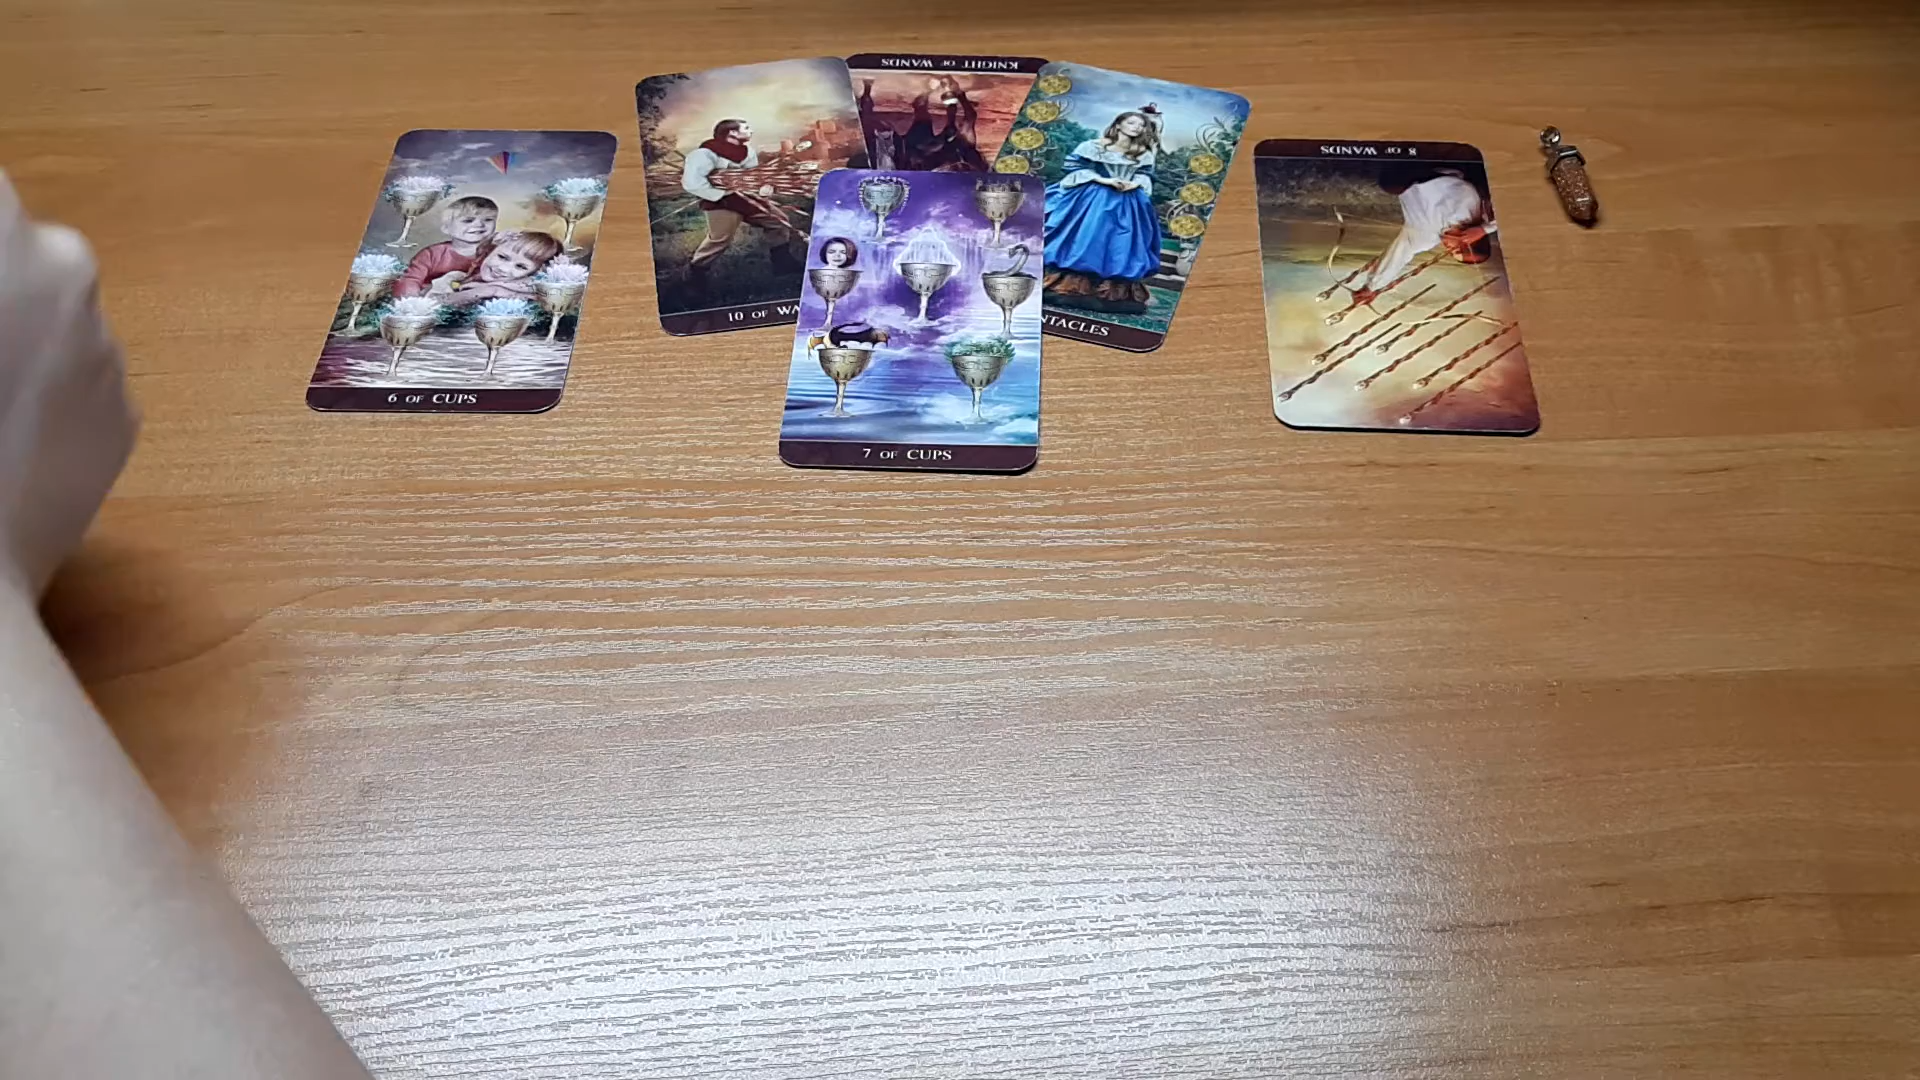 KNIGHT OF WANDS
8 OF WANDS
10 OF WA
NTACLES
6 OF CUPS
7 OF CUPS